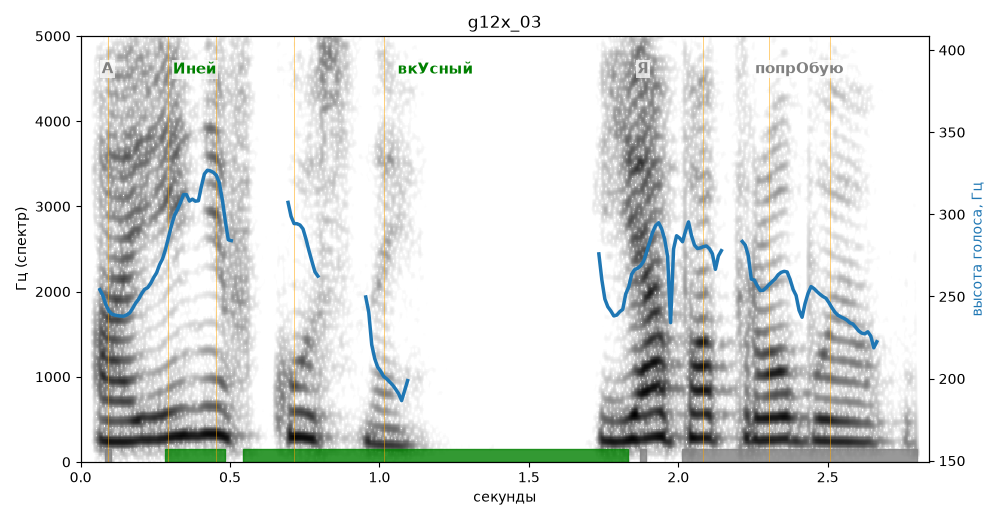 g12x_03
5000
4000
3000
2000
1000
0
Гц (спектр)
А
Иней
вкУсный
Я
попрОбую
400
350
300
250
200
150
высота голоса, Гц
0.0
0.5
1.0
1.5
2.0
2.5
секунды